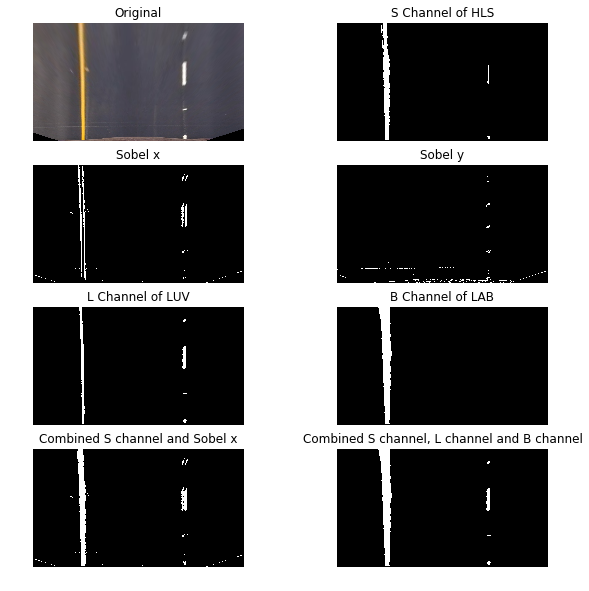 Original
S Channel of HLS
Sobel x
Sobel y
L Channel of LUV
B Channel of LAB
Combined S channel and Sobel x
Combined S channel, L channel and B channel